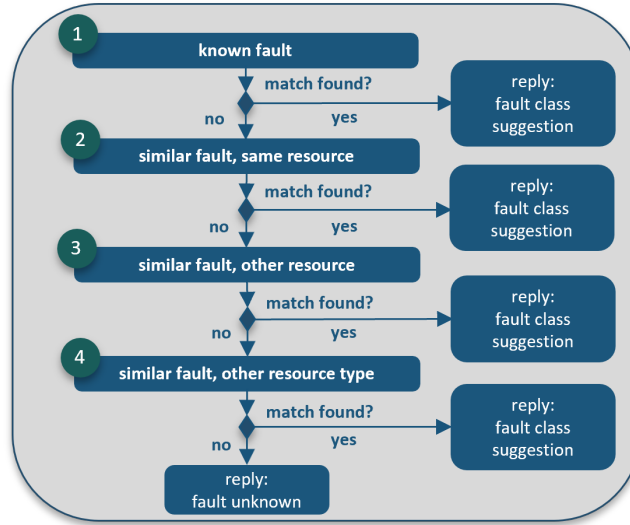 1
known fault
match found?
no
yes
reply:
fault class
suggestion
2
similar fault, same resource
match found?
no
yes
reply:
fault class
suggestion
3
similar fault, other resource
match found?
no
yes
reply:
fault class
suggestion
4
similar fault, other resource type
match found?
no
yes
reply:
fault class
suggestion
reply:
fault unknown